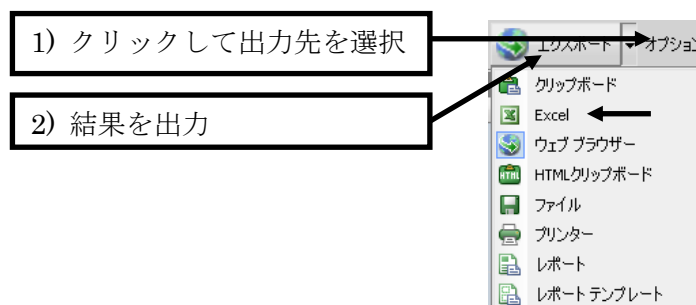 1) クリックして出力先を選択
2) 結果を出力
エクスポート オプション
クリップボード
Excel
ウェブ ブラウザー
HTML HTMLクリップボード
ファイル
プリンター
レポート
レポート テンプレート